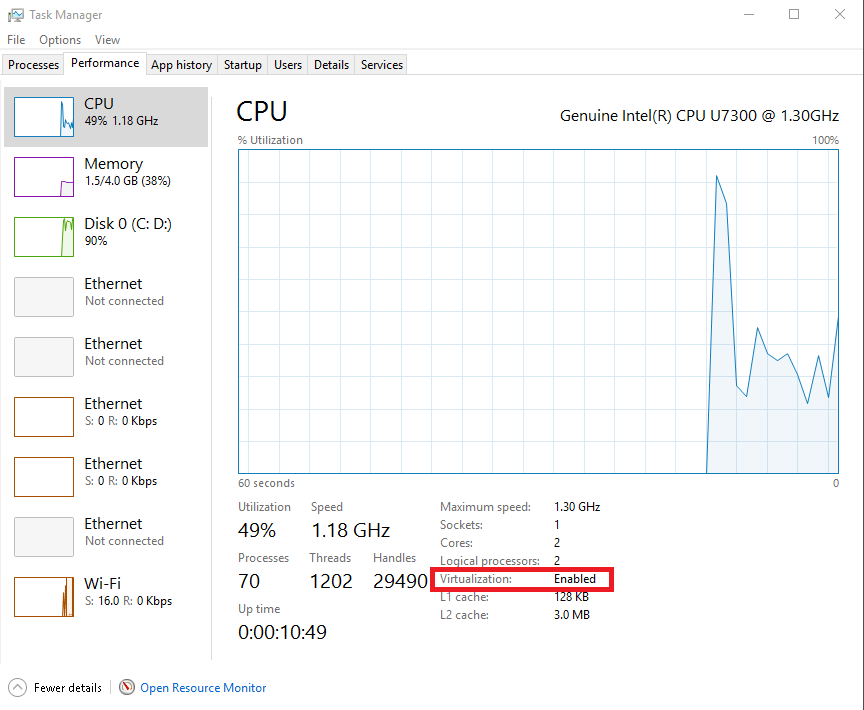 Task Manager
File Options View
Processes Performance App history Startup Users Details Services
CPU
49% 1.18 GHz
Memory
1.5/4.0 GB (38%)
Disk 0 (C: D:)
90%
Ethernet
Not connected
Ethernet
Not connected
Ethernet
S: 0 R: 0 Kbps
Ethernet
S: 0 R: 0 Kbps
Ethernet
Not connected
Wi-Fi
S: 16.0 R: 0 Kbps
CPU
Genuine Intel(R) CPU U7300 @ 1.30GHz
% Utilization 100%
60 seconds 0
Utilization Speed
49% 1.18 GHz
Processes Threads Handles
70 1202 29490
Up time
0:00:10:49
Maximum speed: 1.30 GHz
Sockets: 1
Cores: 2
Logical processors: 2
Virtualization: Enabled
L1 cache: 128 KB
L2 cache: 3.0 MB
Fewer details Open Resource Monitor